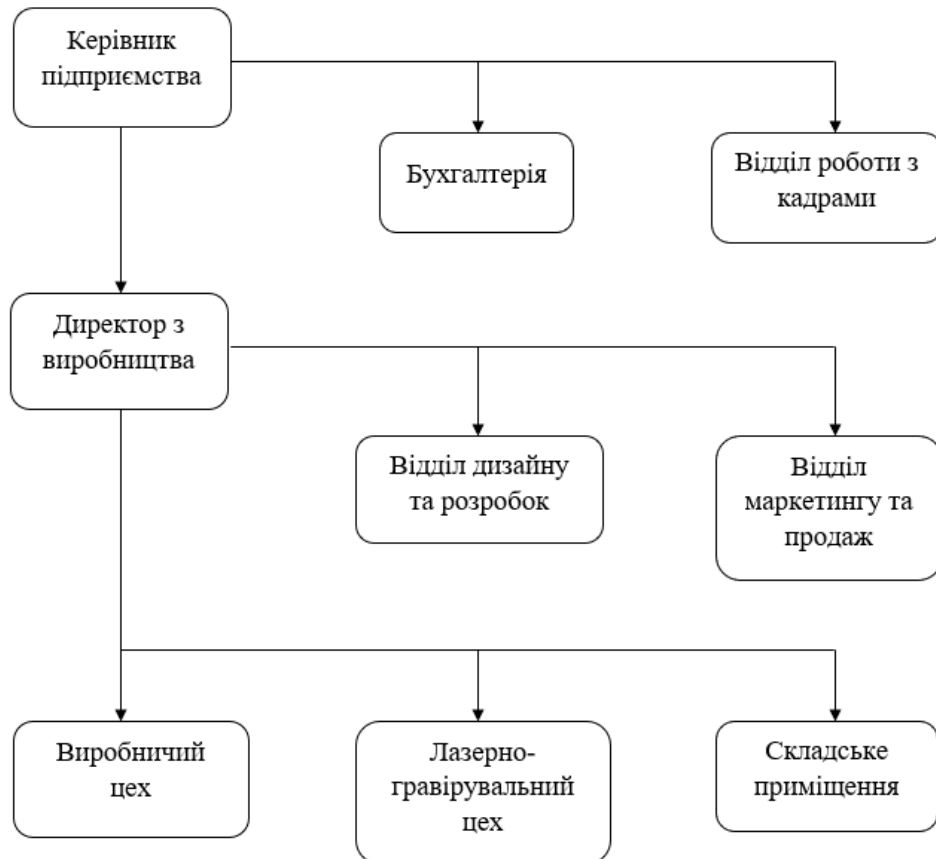 Керівник
підприємства
Бухгалтерія
Відділ роботи з
кадрами
Директор з
виробництва
Відділ дизайну
та розробок
Відділ
маркетингу та
продаж
Виробничий
цех
Лазерно-
гравірувальний
цех
Складське
приміщення